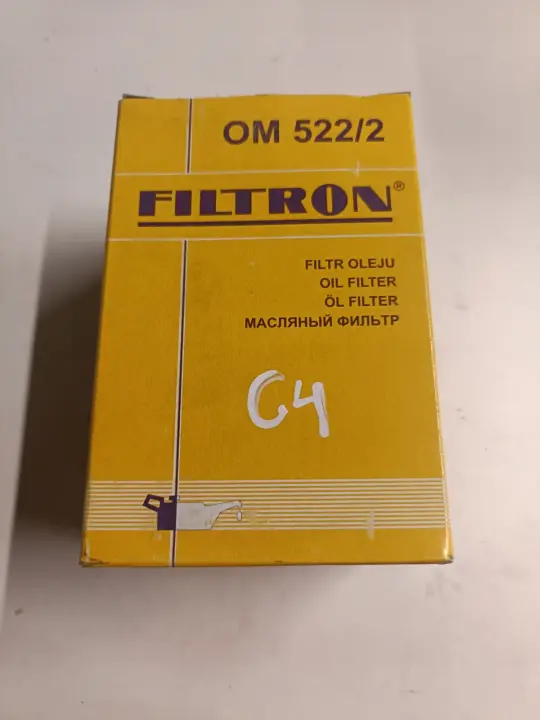 OM 522/2
FILTRON®
FILTR OLEJU
OIL FILTER
ÖL FILTER
МАСЛЯНЫЙ ФИЛЬТР
C4